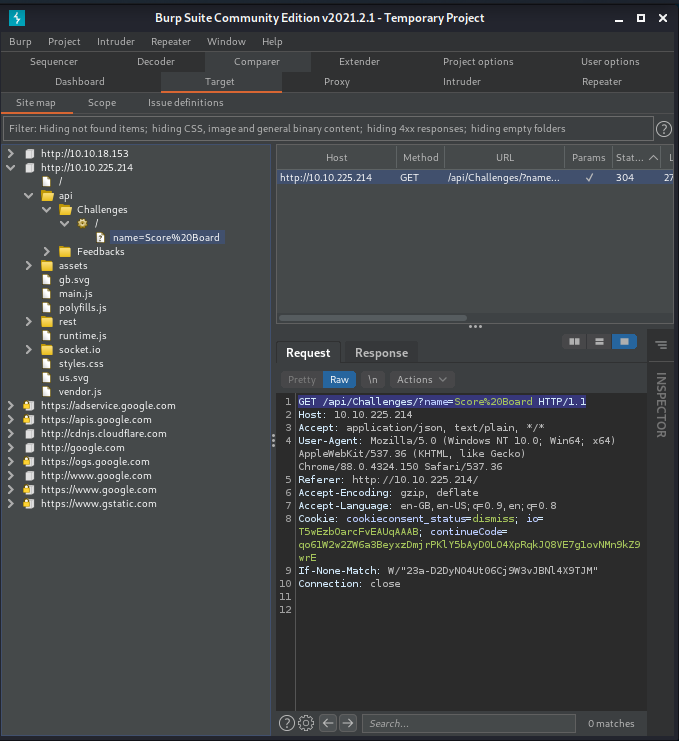 Burp Suite Community Edition v2021.2.1 - Temporary Project
Burp Project Intruder Repeater Window Help
Sequencer Decoder Comparer Extender Project options User options
Dashboard Target Proxy Intruder Repeater
Site map Scope Issue definitions
Filter: Hiding not found items; hiding CSS, image and general binary content; hiding 4xx responses; hiding empty folders
http://10.10.18.153
http://10.10.225.214
/
api
Challenges
/
name=Score%20Board
Feedbacks
assets
gb.svg
main.js
polyfills.js
rest
runtime.js
socket.io
styles.css
us.svg
vendor.js
https://adservice.google.com
https://apis.google.com
http://cdnjs.cloudflare.com
http://google.com
https://ogs.google.com
http://www.google.com
https://www.google.com
https://www.gstatic.com
Host Method URL Params Stat... L
http://10.10.225.214 GET /api/Challenges/?name... ✓ 304 27
Request Response
Pretty Raw \n Actions
1 GET /api/Challenges/?name=Score%20Board HTTP/1.1
2 Host: 10.10.225.214
3 Accept: application/json, text/plain, */*
4 User-Agent: Mozilla/5.0 (Windows NT 10.0; Win64; x64)
AppleWebKit/537.36 (KHTML, like Gecko)
Chrome/88.0.4324.150 Safari/537.36
5 Referer: http://10.10.225.214/
6 Accept-Encoding: gzip, deflate
7 Accept-Language: en-GB,en-US;q=0.9,en;q=0.8
8 Cookie: cookieconsent_status=dismiss; io=
T5wEzbOarcFvEAUqAAAB; continueCode=
qo61W2w2ZW6a3BeyxzDmjrPKlY5bAyD0LO4XpRqkJQ8VE7g1ovNMn9kZ9
wrE
9 If-None-Match: W/"23a-D2DyNO4Ut06Cj9W3vJBNl4X9TJM"
10 Connection: close
11
12
INSPECTOR
Search...
0 matches